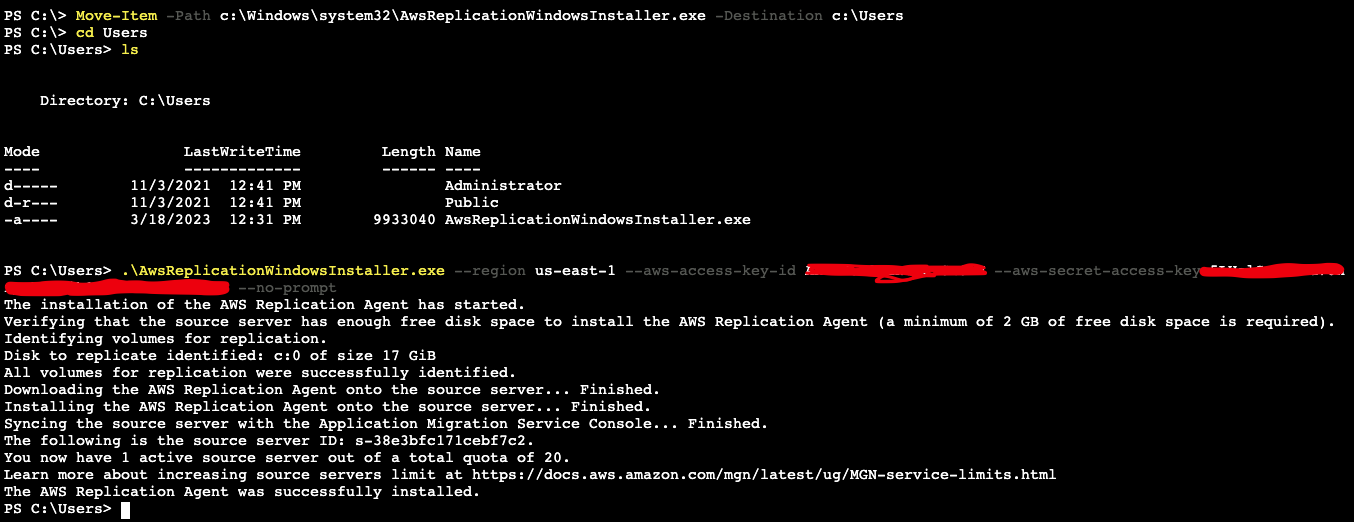 PS C:\> Move-Item -Path c:\Windows\system32\AwsReplicationWindowsInstaller.exe -Destination c:\Users
PS C:\> cd Users
PS C:\Users> ls
Directory: C:\Users
Mode LastWriteTime Length Name
---- ------------- ------ ----
d----- 11/3/2021 12:41 PM Administrator
d-r--- 11/3/2021 12:41 PM Public
-a---- 3/18/2023 12:31 PM 9933040 AwsReplicationWindowsInstaller.exe
PS C:\Users> .\AwsReplicationWindowsInstaller.exe --region us-east-1 --aws-access-key-id --aws-secret-access-key
--no-prompt
The installation of the AWS Replication Agent has started.
Verifying that the source server has enough free disk space to install the AWS Replication Agent (a minimum of 2 GB of free disk space is required).
Identifying volumes for replication.
Disk to replicate identified: c:0 of size 17 GiB
All volumes for replication were successfully identified.
Downloading the AWS Replication Agent onto the source server... Finished.
Installing the AWS Replication Agent onto the source server... Finished.
Syncing the source server with the Application Migration Service Console... Finished.
The following is the source server ID: s-38e3bfc171cebf7c2.
You now have 1 active source server out of a total quota of 20.
Learn more about increasing source servers limit at https://docs.aws.amazon.com/mgn/latest/ug/MGN-service-limits.html
The AWS Replication Agent was successfully installed.
PS C:\Users>